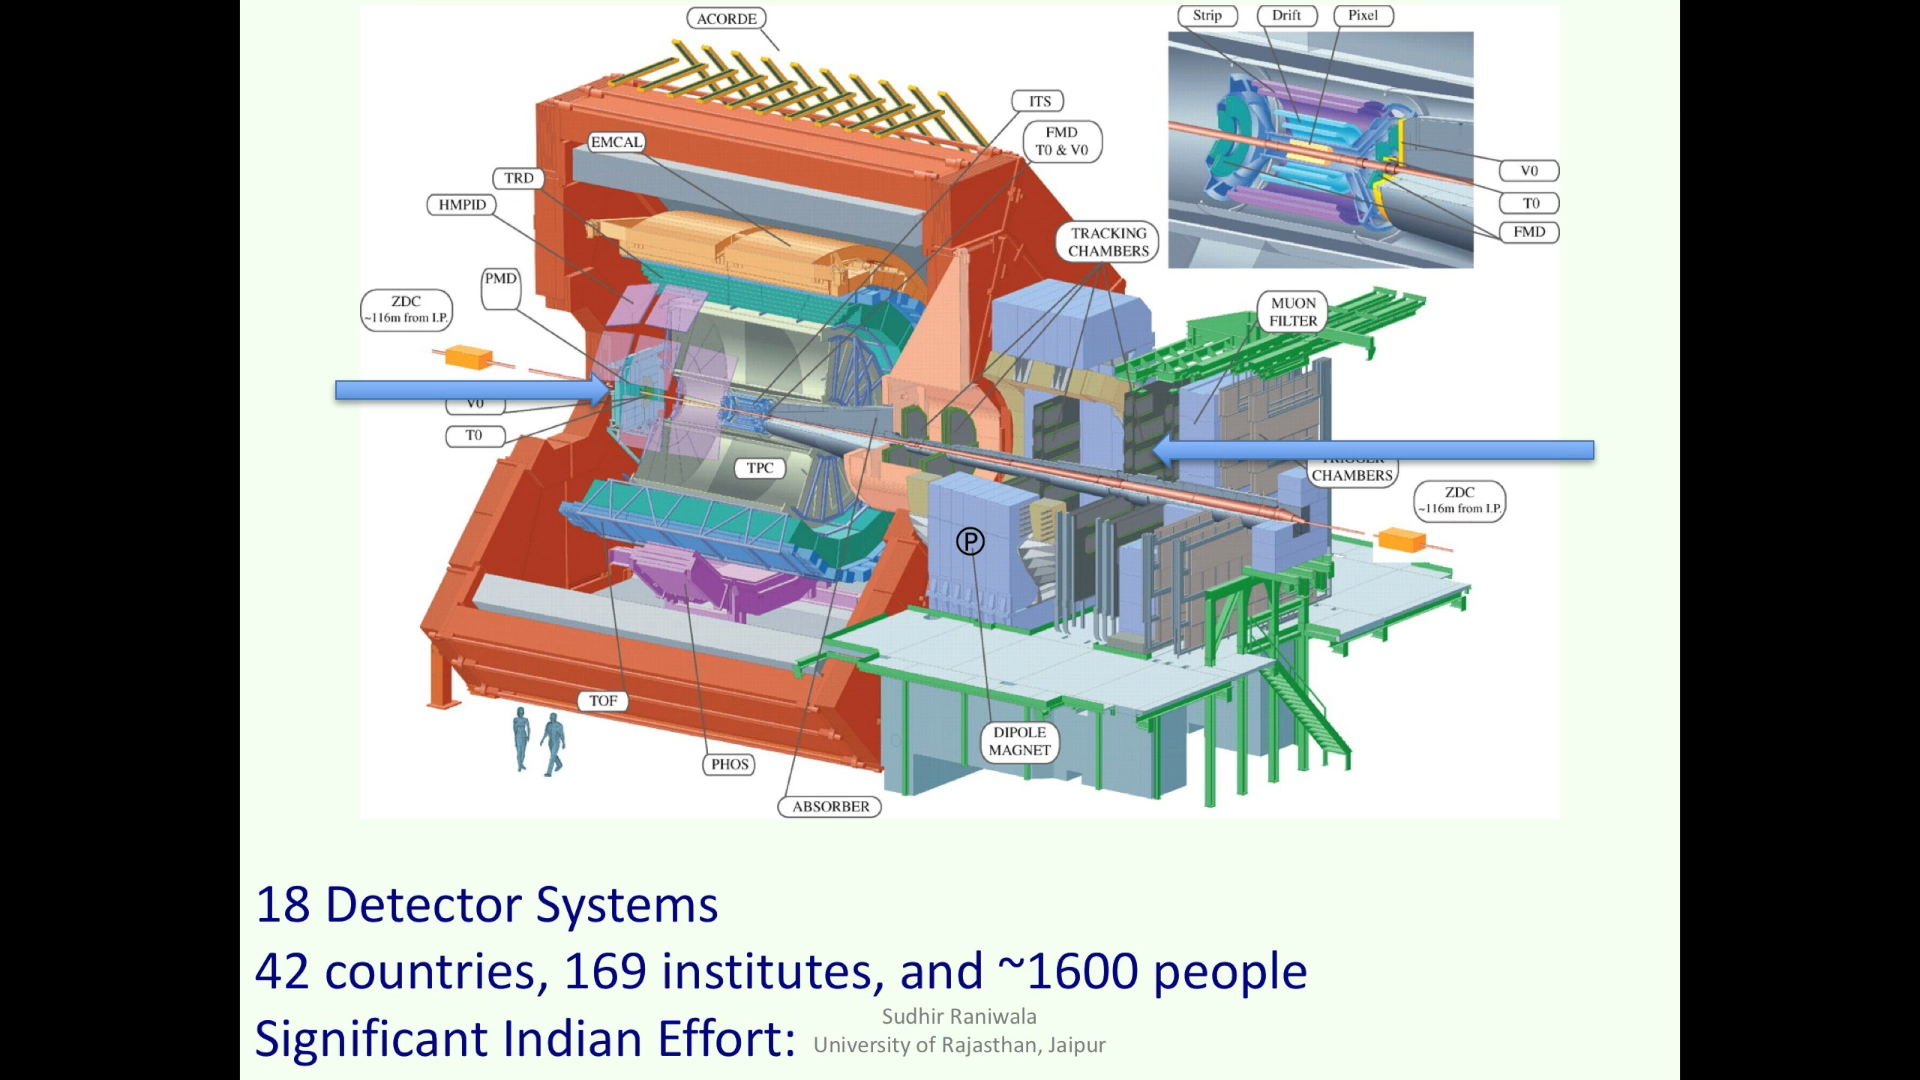 ACORDE
Strip
Drift
Pixel
ITS
FMD
T0 & V0
EMCAL
TRD
HMPID
V0
T0
FMD
TRACKING
CHAMBERS
PMD
ZDC
~116m from I.P.
MUON
FILTER
V0
T0
TPC
TRIGGER
CHAMBERS
ZDC
~116m from I.P.
P
TOF
DIPOLE
MAGNET
PHOS
ABSORBER
18 Detector Systems
42 countries, 169 institutes, and ~1600 people
Significant Indian Effort:
Sudhir Raniwala
University of Rajasthan, Jaipur